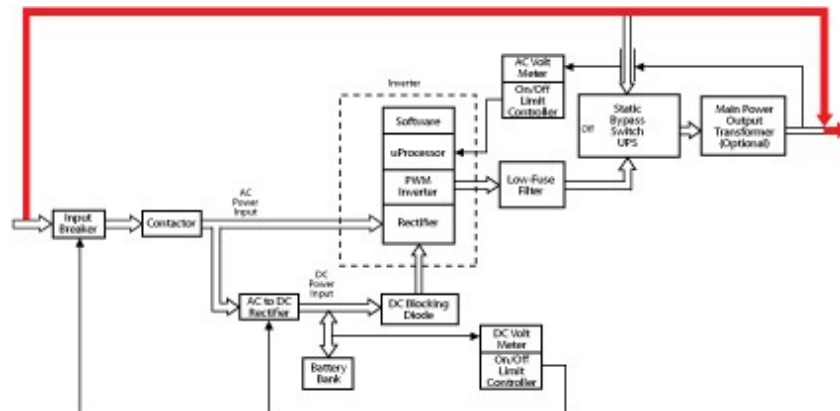 AC Volt
Meter
On/Off
Limit
Controller
Inverter
Software
uProcessor
PWM
Inverter
Rectifier
Off
Static
Bypass
Switch
UPS
Main Power
Output
Transformer
(Optional)
Low-Fuse
Filter
AC
Power
Input
Input
Breaker
Contactor
DC
Power
Input
AC to DC
Rectifier
DC Blocking
Diode
DC Volt
Meter
On/Off
Limit
Controller
Battery
Bank